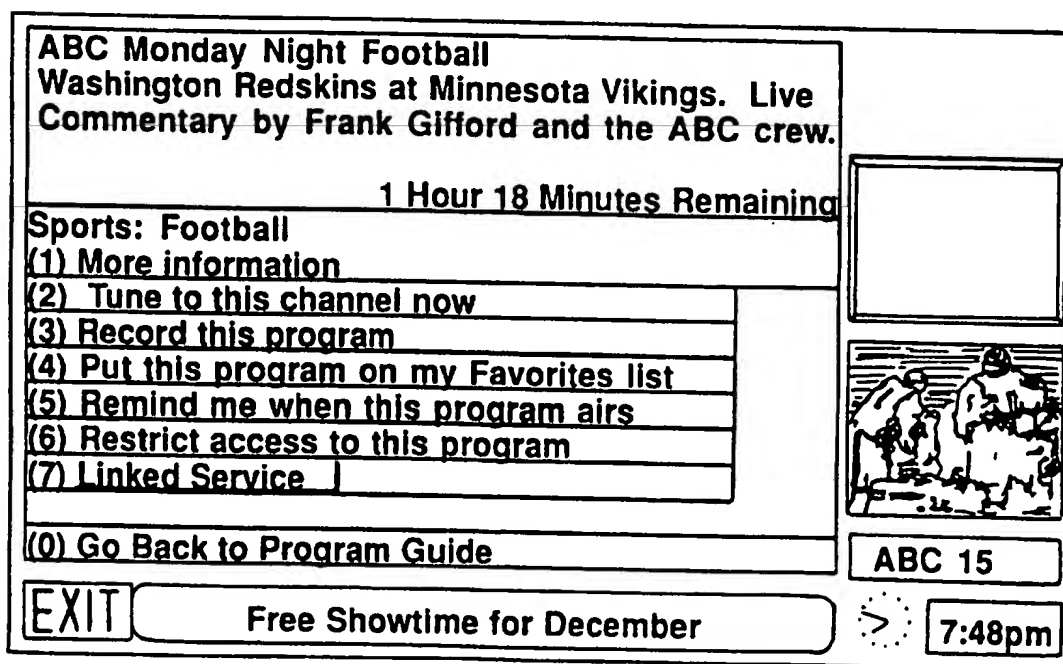 ABC Monday Night Football
Washington Redskins at Minnesota Vikings. Live
Commentary by Frank Gifford and the ABC crew.
1 Hour 18 Minutes Remaining
Sports: Football
(1) More information
(2) Tune to this channel now
(3) Record this program
(4) Put this program on my Favorites list
(5) Remind me when this program airs
(6) Restrict access to this program
(7) Linked Service
(0) Go Back to Program Guide
ABC 15
EXIT
Free Showtime for December
7:48pm